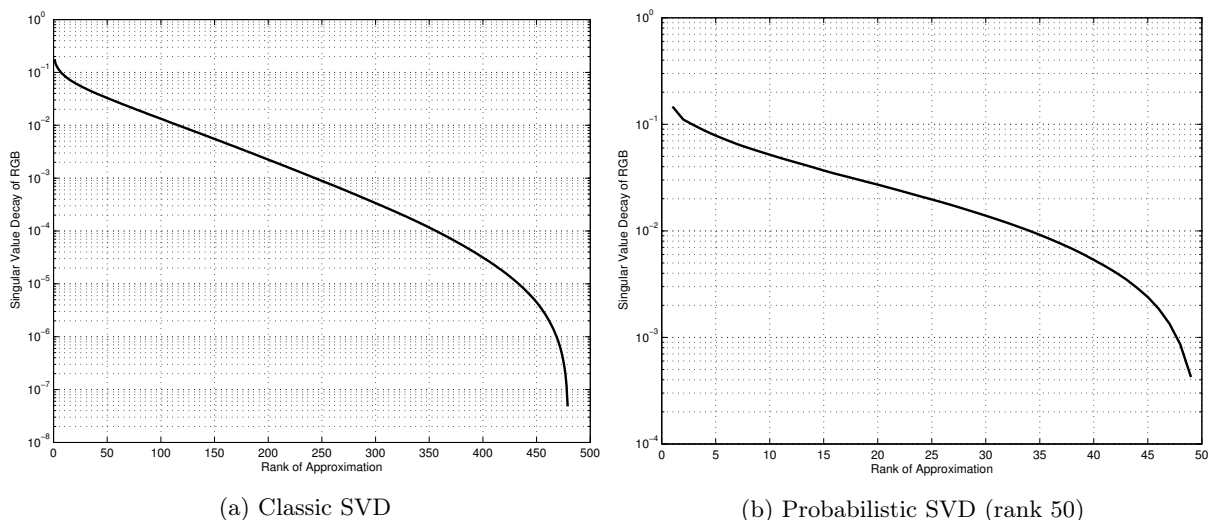 10^0
10^−1
10^−2
10^−3
10^−4
10^−5
10^−6
10^−7
10^−8
Singular Value Decay of RGB
0 50 100 150 200 250 300 350 400 450 500
Rank of Approximation
(a) Classic SVD
10^0
10^−1
10^−2
10^−3
10^−4
Singular Value Decay of RGB
0 5 10 15 20 25 30 35 40 45 50
Rank of Approximation
(b) Probabilistic SVD (rank 50)